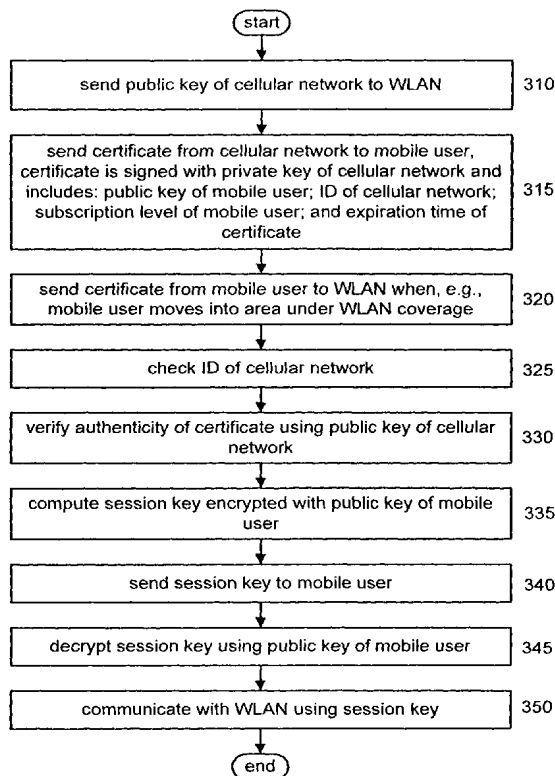 start
send public key of cellular network to WLAN
310
send certificate from cellular network to mobile user,
certificate is signed with private key of cellular network and
includes: public key of mobile user; ID of cellular network;
subscription level of mobile user; and expiration time of
certificate
315
send certificate from mobile user to WLAN when, e.g.,
mobile user moves into area under WLAN coverage
320
check ID of cellular network
325
verify authenticity of certificate using public key of cellular
network
330
compute session key encrypted with public key of mobile
user
335
send session key to mobile user
340
decrypt session key using public key of mobile user
345
communicate with WLAN using session key
350
end